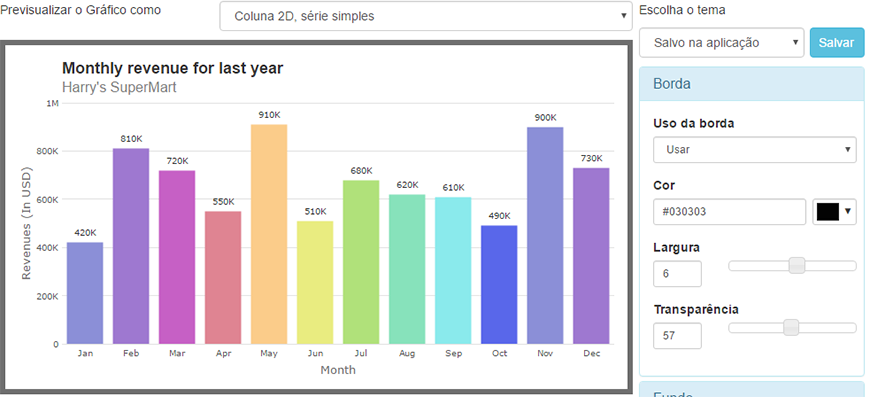 Previsualizar o Gráfico como
Coluna 2D, série simples
Monthly revenue for last year
Harry's SuperMart
Revenues (In USD)
1M
800K
600K
400K
200K
0
420K
810K
720K
550K
910K
510K
680K
620K
610K
490K
900K
730K
Jan Feb Mar Apr May Jun Jul Aug Sep Oct Nov Dec
Month
Escolha o tema
Salvo na aplicação
Salvar
Borda
Uso da borda
Usar
Cor
#030303
Largura
6
Transparência
57